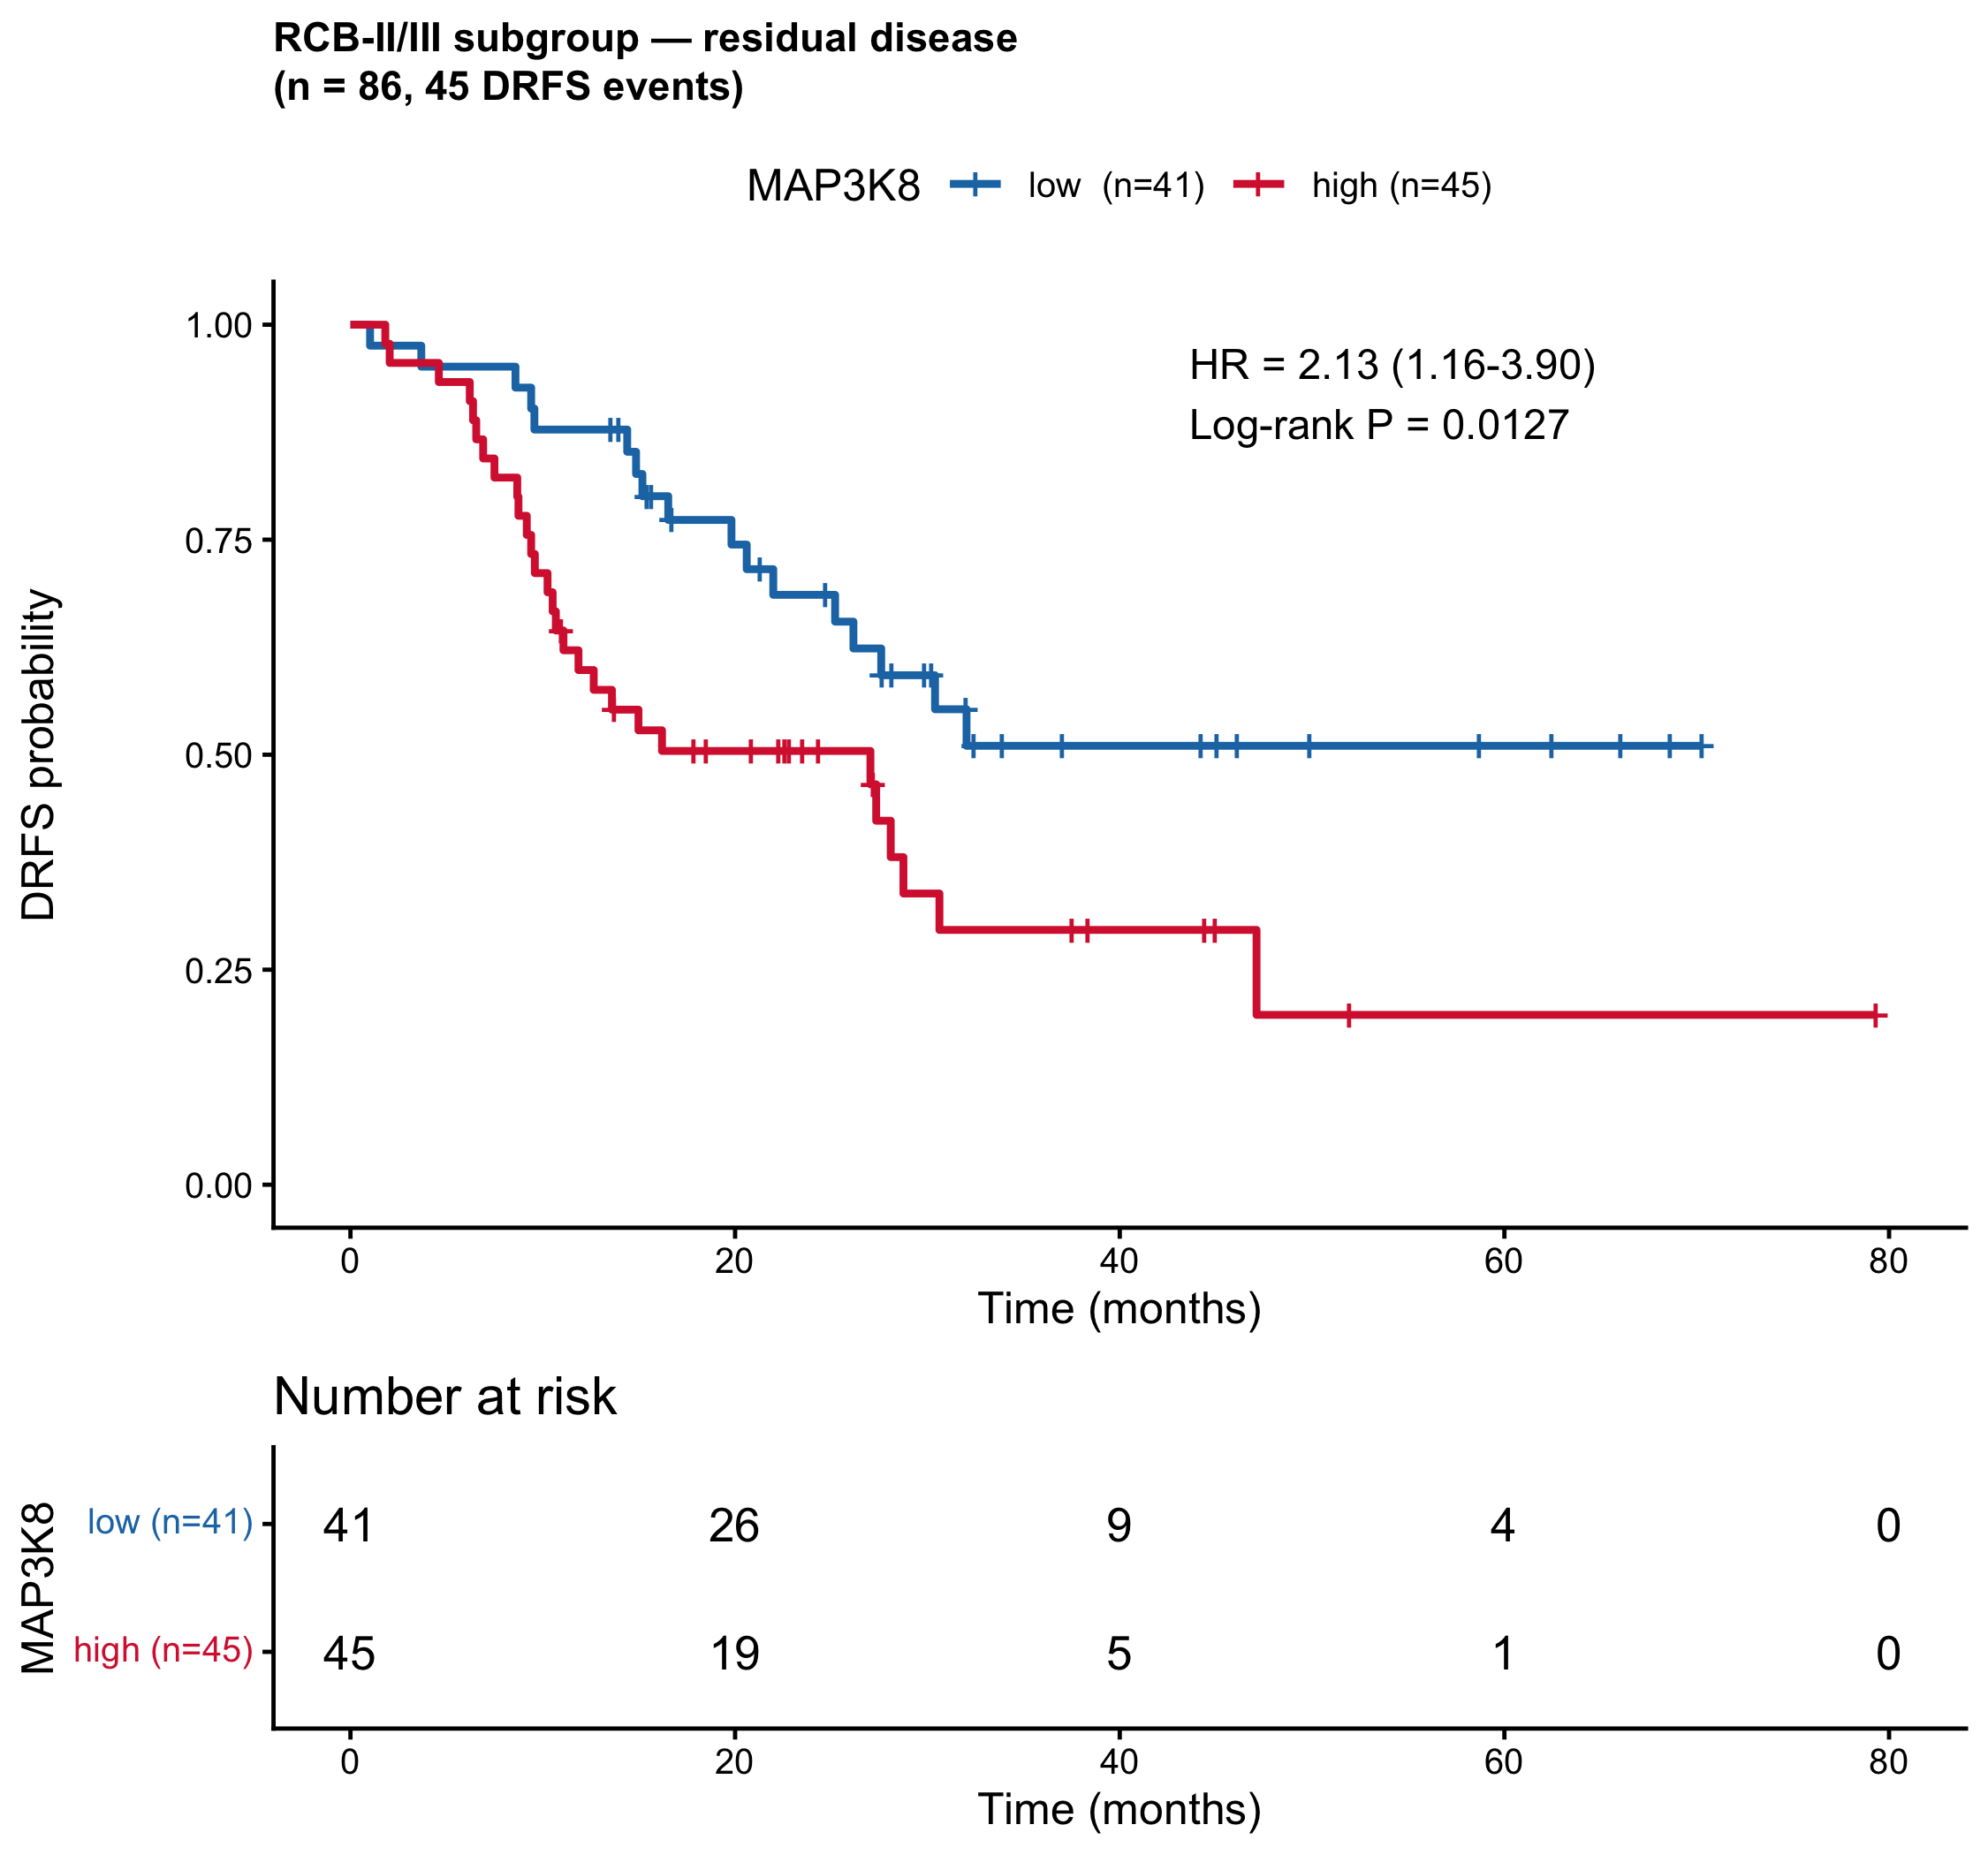 RCB-II/III subgroup — residual disease
(n = 86, 45 DRFS events)
MAP3K8 low (n=41) high (n=45)
1.00
0.75
0.50
0.25
0.00
DRFS probability
HR = 2.13 (1.16-3.90)
Log-rank P = 0.0127
0 20 40 60 80
Time (months)
Number at risk
MAP3K8
low (n=41) 41 26 9 4 0
high (n=45) 45 19 5 1 0
0 20 40 60 80
Time (months)